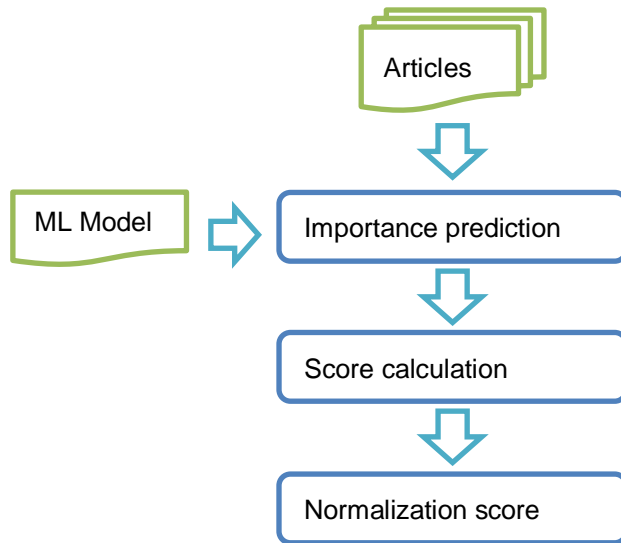 Articles
ML Model
Importance prediction
Score calculation
Normalization score